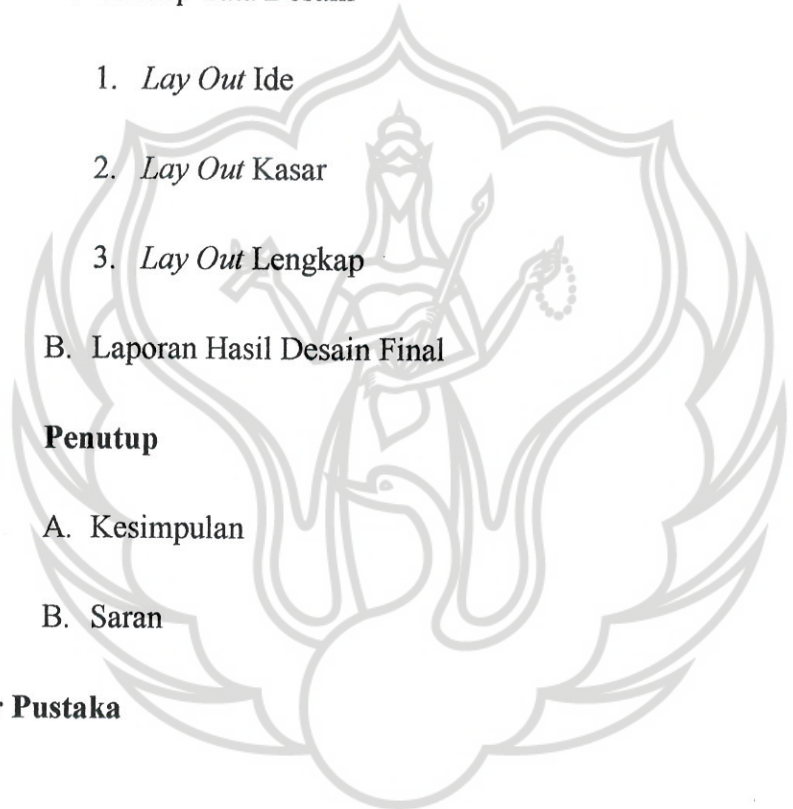 1. Lay Out Ide
2. Lay Out Kasar
3. Lay Out Lengkap
B. Laporan Hasil Desain Final
Penutup
A. Kesimpulan
B. Saran
Pustaka